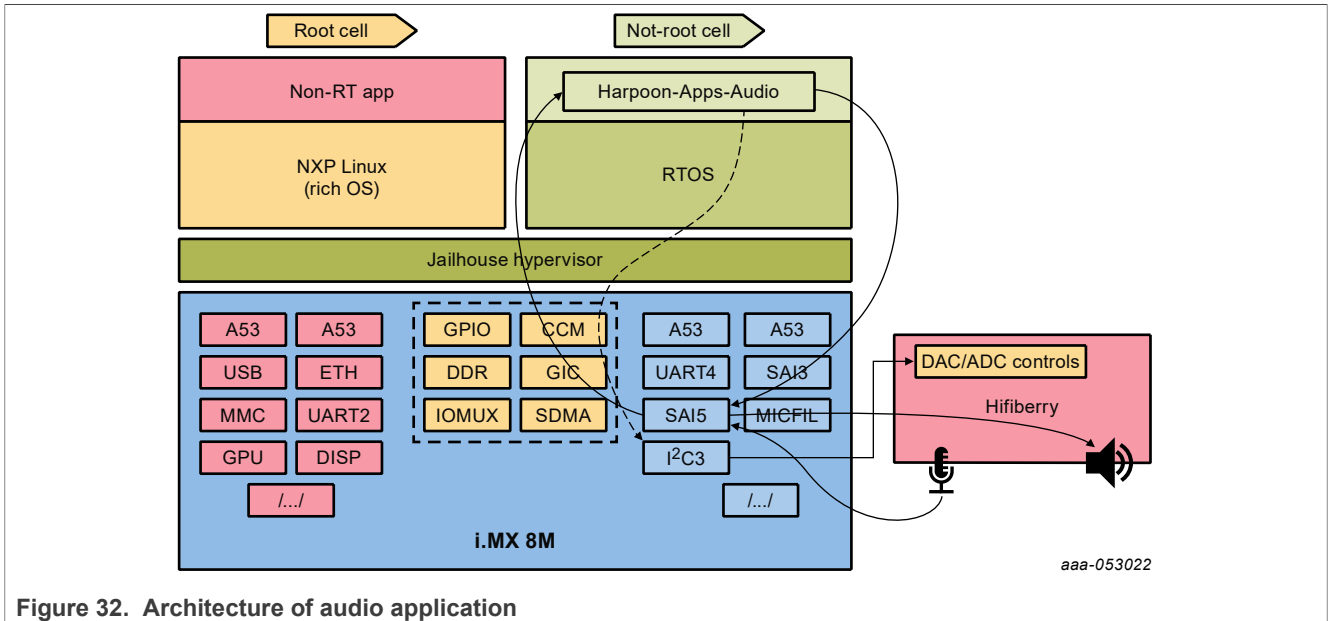 Root cell
Not-root cell
Non-RT app
Harpoon-Apps-Audio
NXP Linux
(rich OS)
RTOS
Jailhouse hypervisor
A53 A53 GPIO CCM A53 A53
USB ETH DDR GIC UART4 SAI3
DAC/ADC controls
MMC UART2 IOMUX SDMA SAI5 MICFIL
Hifiberry
GPU DISP I²C3
/.../ /.../
i.MX 8M
aaa-053022
Figure 32. Architecture of audio application